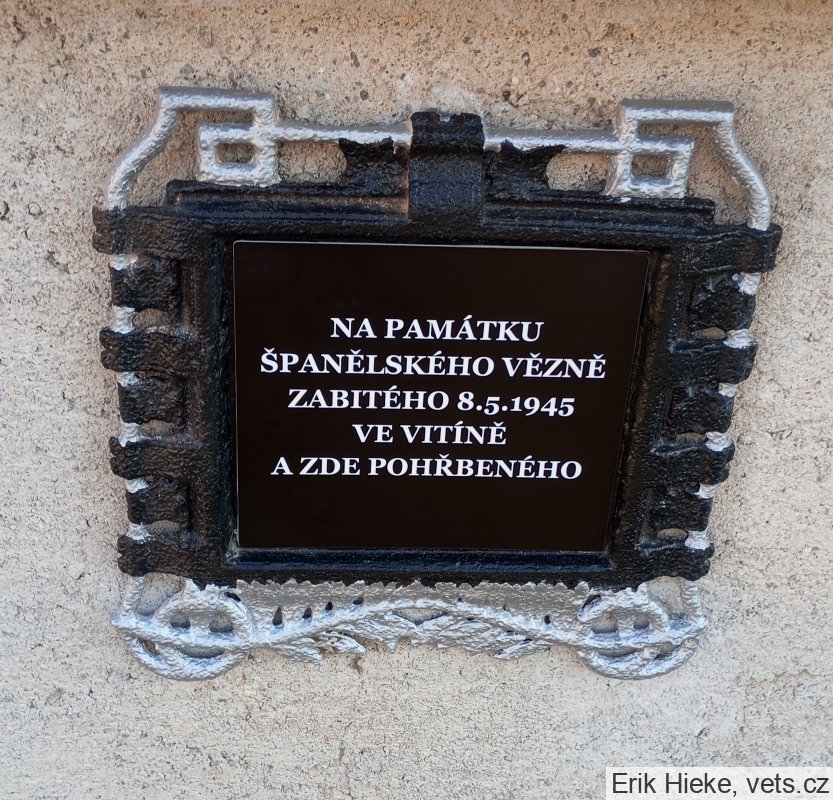 NA PAMÁTKU
ŠPANĚLSKÉHO VĚZNĚ
ZABITÉHO 8.5.1945
VE VITÍNĚ
A ZDE POHŘBENÉHO
Erik Hieke, vets.cz